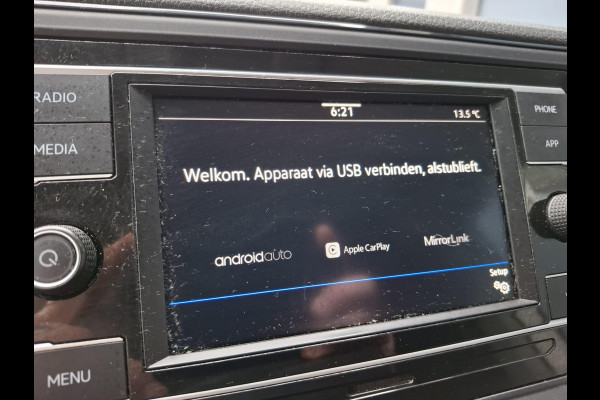 RADIO
MEDIA
MENU
6:21
13.5 °C
Welkom. Apparaat via USB verbinden, alstublieft.
androidauto
Apple CarPlay
MirrorLink
Setup
PHONE
APP